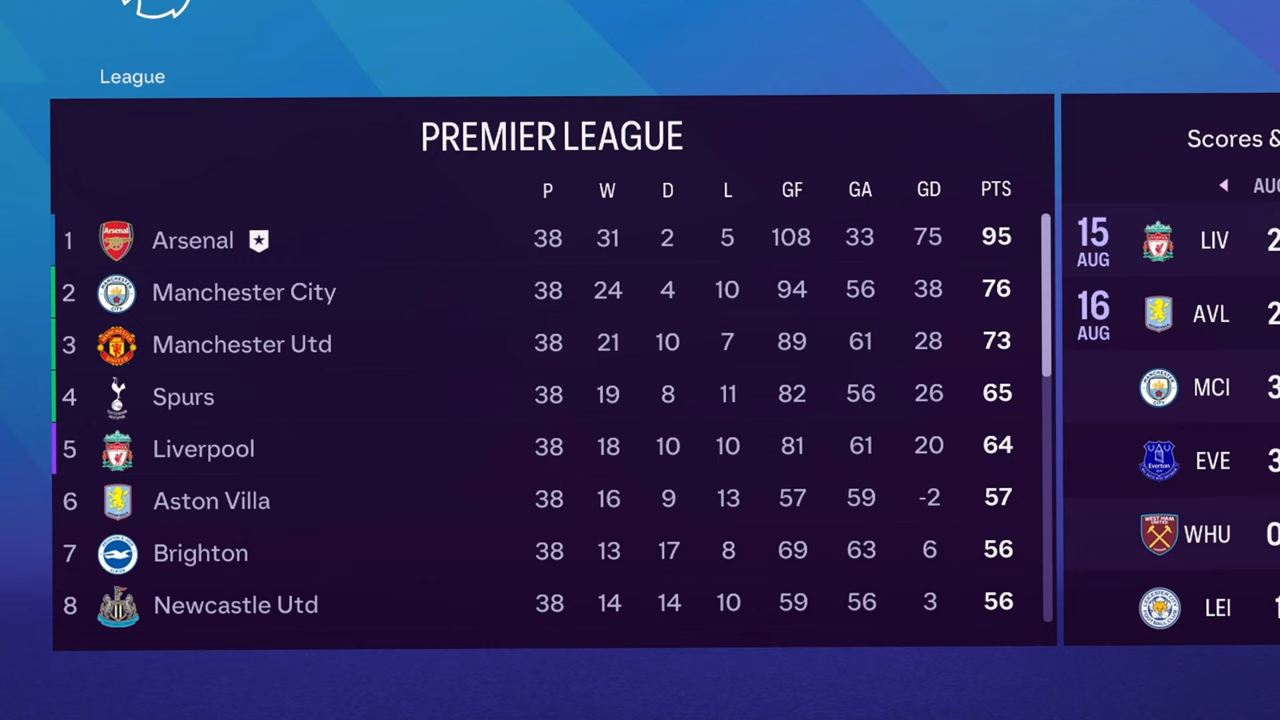 League
PREMIER LEAGUE
P W D L GF GA GD PTS
1 Arsenal 38 31 2 5 108 33 75 95
2 Manchester City 38 24 4 10 94 56 38 76
3 Manchester Utd 38 21 10 7 89 61 28 73
4 Spurs 38 19 8 11 82 56 26 65
5 Liverpool 38 18 10 10 81 61 20 64
6 Aston Villa 38 16 9 13 57 59 -2 57
7 Brighton 38 13 17 8 69 63 6 56
8 Newcastle Utd 38 14 14 10 59 56 3 56
Scores &
15 AUG LIV 2
16 AUG AVL 2
MCI 3
EVE 3
WHU 0
LEI